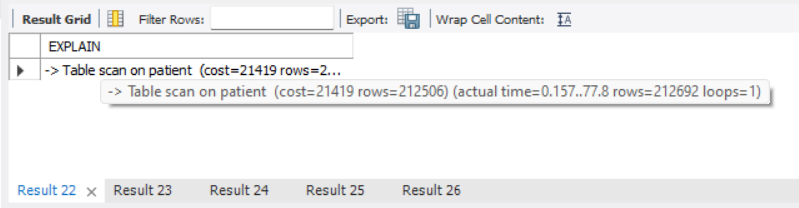 Result Grid Filter Rows: Export: Wrap Cell Content:
EXPLAIN
-> Table scan on patient (cost=21419 rows=2...
-> Table scan on patient (cost=21419 rows=212506) (actual time=0.157..77.8 rows=212692 loops=1)
Result 22 × Result 23 Result 24 Result 25 Result 26